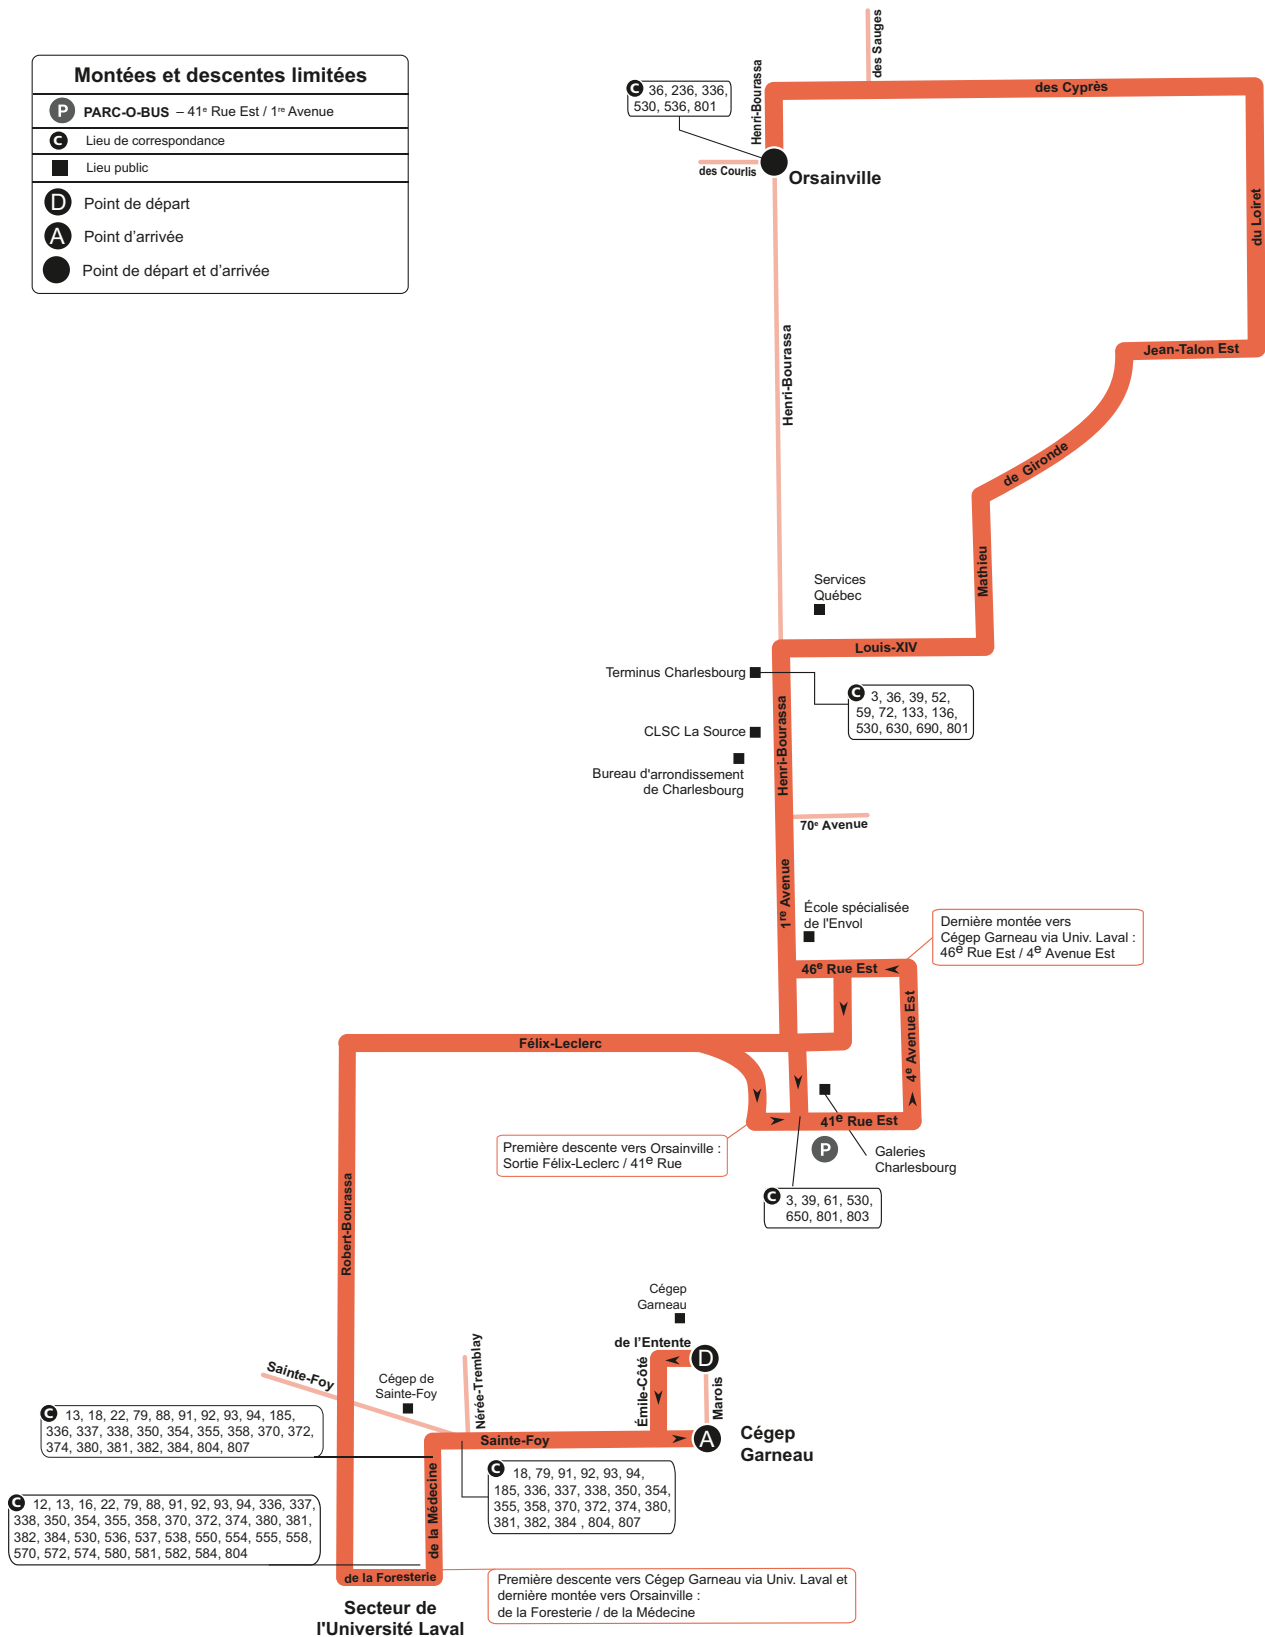 Montées et descentes limitées
P PARC-O-BUS – 41e Rue Est / 1re Avenue
C Lieu de correspondance
Lieu public
D Point de départ
A Point d'arrivée
Point de départ et d'arrivée
des Sauges
Henri-Bourassa
C 36, 236, 336,
530, 536, 801
des Cyprès
des Courlis
Orsainville
du Loiret
Henri-Bourassa
Jean-Talon Est
de Gironde
Mathieu
Services
Québec
Louis-XIV
Terminus Charlesbourg
C 3, 36, 39, 52,
59, 72, 133, 136,
530, 630, 690, 801
CLSC La Source
Henri-Bourassa
Bureau d'arrondissement
de Charlesbourg
70e Avenue
1re Avenue
École spécialisée
de l'Envol
Dernière montée vers
Cégep Garneau via Univ. Laval :
46e Rue Est / 4e Avenue Est
46e Rue Est
4e Avenue Est
Félix-Leclerc
41e Rue Est
P
Galeries
Charlesbourg
Première descente vers Orsainville :
Sortie Félix-Leclerc / 41e Rue
C 3, 39, 61, 530,
650, 801, 803
Robert-Bourassa
Cégep
Garneau
de l'Entente
D
Émile-Côté
Marois
Nérée-Tremblay
Sainte-Foy
Cégep de
Sainte-Foy
C 13, 18, 22, 79, 88, 91, 92, 93, 94, 185,
336, 337, 338, 350, 354, 355, 358, 370, 372,
374, 380, 381, 382, 384, 804, 807
Sainte-Foy
A
Cégep
Garneau
C 18, 79, 91, 92, 93, 94,
185, 336, 337, 338, 350, 354,
355, 358, 370, 372, 374, 380,
381, 382, 384 , 804, 807
de la Médecine
C 12, 13, 16, 22, 79, 88, 91, 92, 93, 94, 336, 337,
338, 350, 354, 355, 358, 370, 372, 374, 380, 381,
382, 384, 530, 536, 537, 538, 550, 554, 555, 558,
570, 572, 574, 580, 581, 582, 584, 804
de la Foresterie
Première descente vers Cégep Garneau via Univ. Laval et
dernière montée vers Orsainville :
de la Foresterie / de la Médecine
Secteur de
l'Université Laval